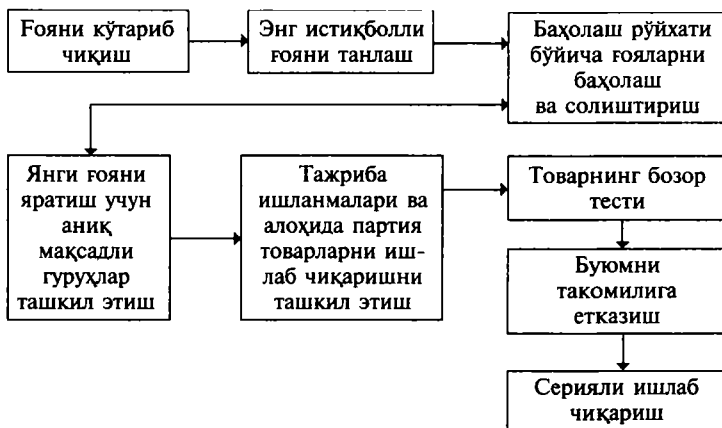 Ғояни кўтариб
чиқиш
Энг истиқболли
ғояни танлаш
Баҳолаш рўйхати
бўйича ғояларни
баҳолаш
ва солиштириш
Янги ғояни
яратиш учун
аниқ
мақсадли
гуруҳлар
ташкил этиш
Тажриба
ишланмалари ва
алоҳида партия
товарларни иш-
лаб чиқаришни
ташкил этиш
Товарнинг бозор
тести
Буюмни
такомилига
етказиш
Серияли ишлаб
чиқариш